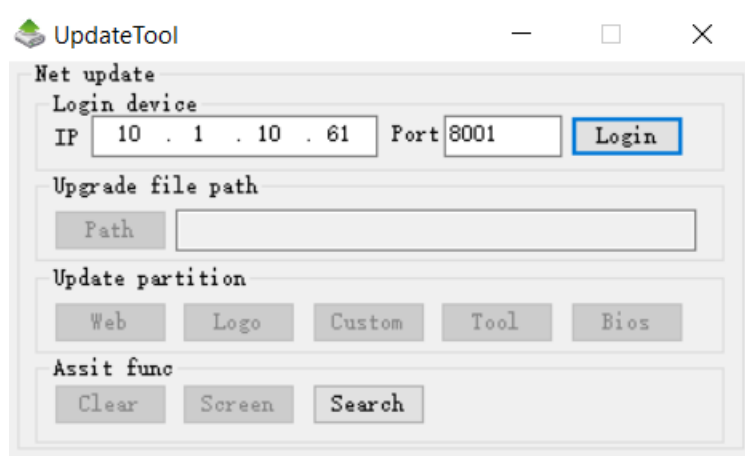 UpdateTool
Net update
Login device
IP 10 . 1 . 10 . 61 Port 8001 Login
Upgrade file path
Path
Update partition
Web Logo Custom Tool Bios
Assit func
Clear Screen Search